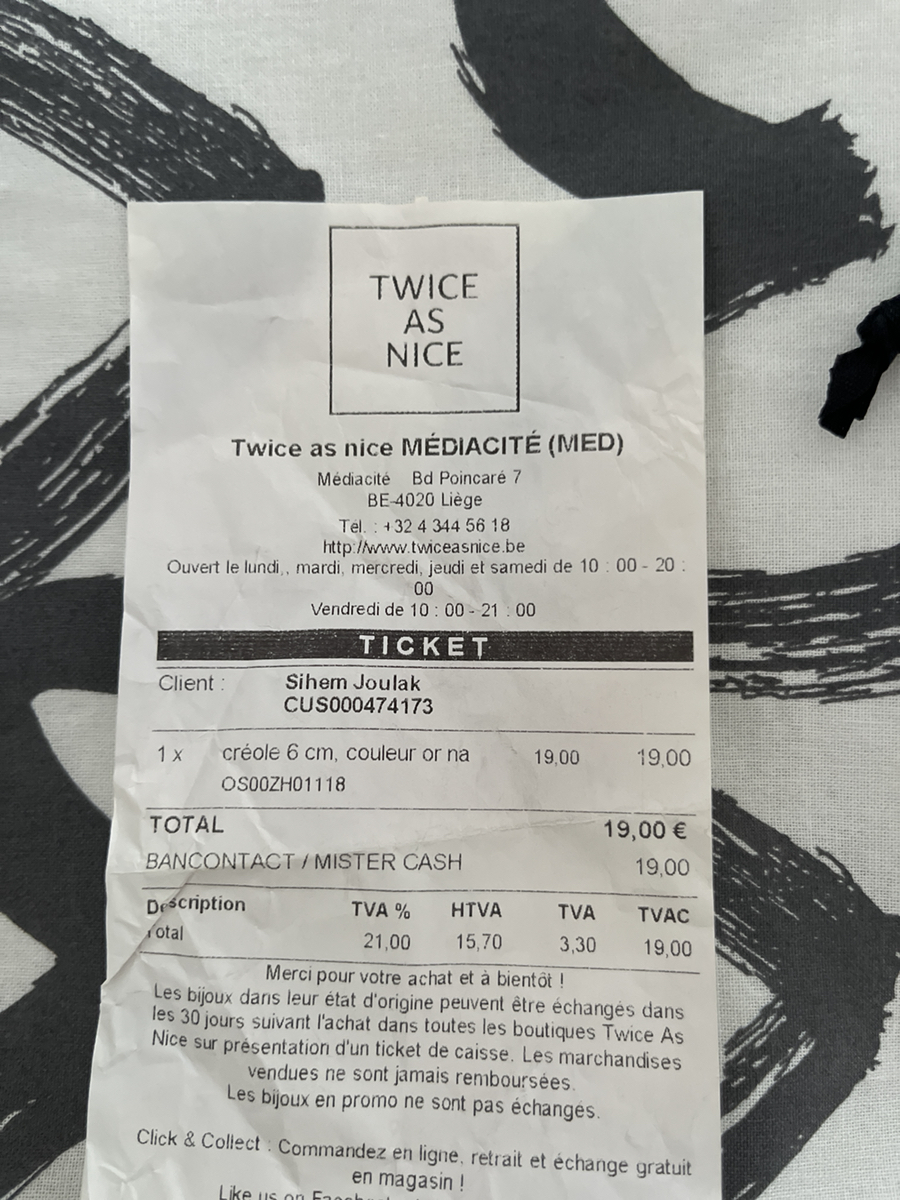 TWICE
AS
NICE
Twice as nice MÉDIACITÉ (MED)
Médiacité Bd Poincaré 7
BE-4020 Liège
Tél. : +32 4 344 56 18
http://www.twiceasnice.be
Ouvert le lundi,, mardi, mercredi, jeudi et samedi de 10 : 00 - 20 :
00
Vendredi de 10 : 00 - 21 : 00
TICKET
Client : Sihem Joulak
CUS000474173
1 x créole 6 cm, couleur or na 19,00 19,00
OS00ZH01118
TOTAL 19,00 €
BANCONTACT / MISTER CASH 19,00
Description TVA % HTVA TVA TVAC
Total 21,00 15,70 3,30 19,00
Merci pour votre achat et à bientôt !
Les bijoux dans leur état d'origine peuvent être échangés dans
les 30 jours suivant l'achat dans toutes les boutiques Twice As
Nice sur présentation d'un ticket de caisse. Les marchandises
vendues ne sont jamais remboursées.
Les bijoux en promo ne sont pas échangés.
Click & Collect : Commandez en ligne, retrait et échange gratuit
en magasin !
Like us on